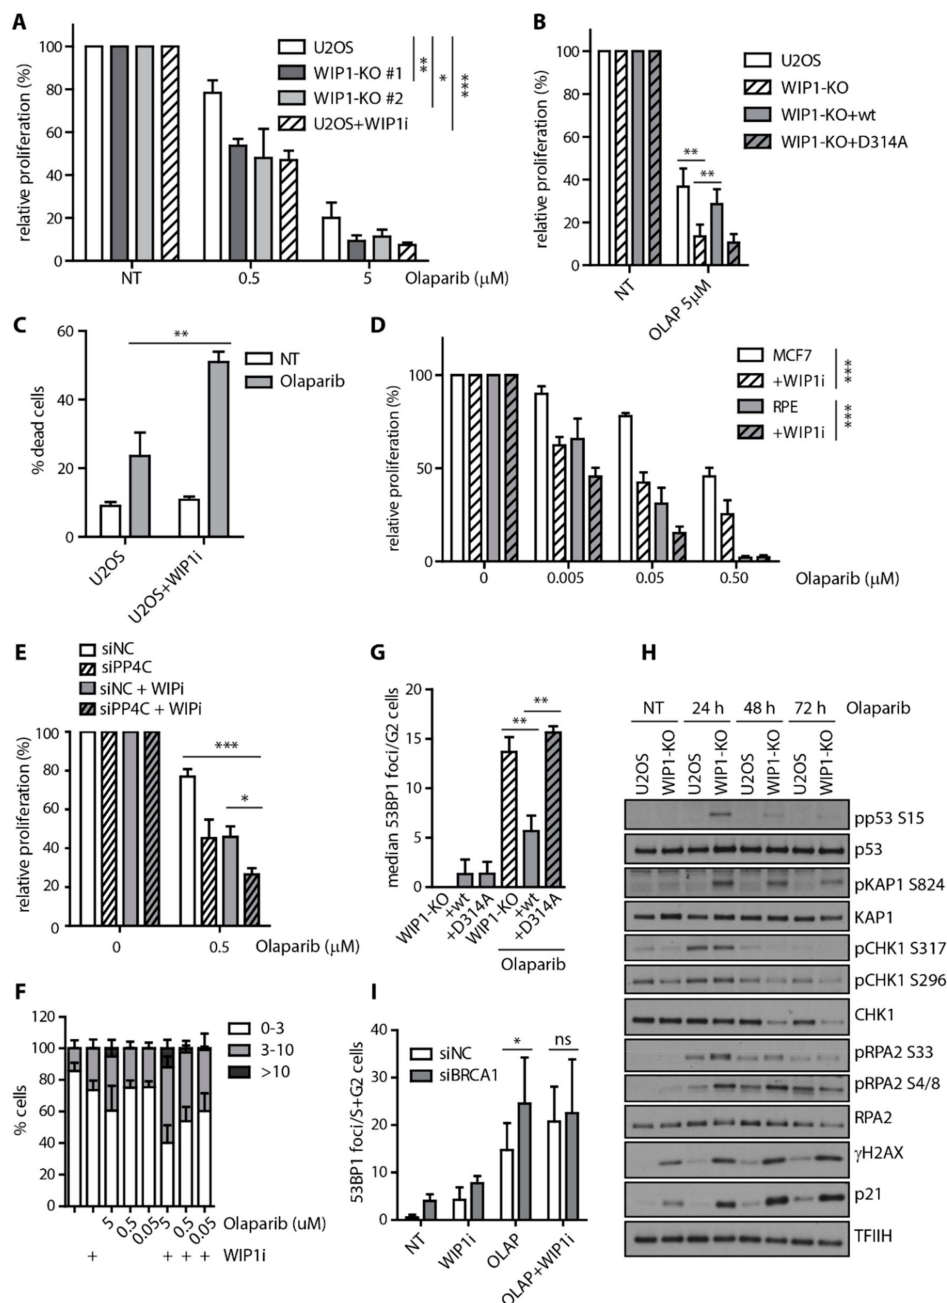 A
relative proliferation (%)
100
80
60
40
20
0
U2OS
WIP1-KO #1
WIP1-KO #2
U2OS+WIP1i
**
*
***
NT
0.5
5
Olaparib (μM)
B
relative proliferation (%)
100
80
60
40
20
0
U2OS
WIP1-KO
WIP1-KO+wt
WIP1-KO+D314A
**
**
NT
OLAP 5μM
C
% dead cells
60
40
20
0
**
NT
Olaparib
U2OS
U2OS+WIP1i
D
relative proliferation (%)
100
50
0
MCF7
+WIP1i
RPE
+WIP1i
***
***
0
0.005
0.05
0.50
Olaparib (μM)
E
siNC
siPP4C
siNC + WIPi
siPP4C + WIPi
relative proliferation (%)
100
80
60
40
20
0
***
*
0
0.5
Olaparib (μM)
F
% cells
120
100
80
60
40
20
0
0-3
3-10
>10
5
0.5
0.05
5
0.5
0.05
Olaparib (uM)
+ + + + WIP1i
G
median 53BP1 foci/G2 cells
20
15
10
5
0
**
**
WIP1-KO
+wt
+D314A
WIP1-KO
+wt
+D314A
Olaparib
H
NT 24 h 48 h 72 h Olaparib
U2OS WIP1-KO U2OS WIP1-KO U2OS WIP1-KO U2OS WIP1-KO
pp53 S15
p53
pKAP1 S824
KAP1
pCHK1 S317
pCHK1 S296
CHK1
pRPA2 S33
pRPA2 S4/8
RPA2
γH2AX
p21
TFIIH
I
53BP1 foci/S+G2 cells
40
30
20
10
0
siNC
siBRCA1
*
ns
NT
WIP1i
OLAP
OLAP+WIP1i